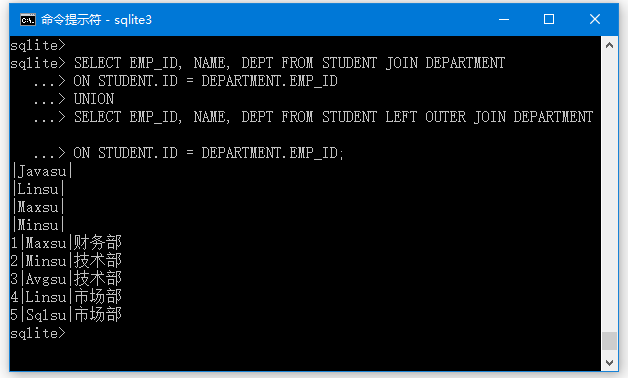 命令提示符 - sqlite3
sqlite>
sqlite> SELECT EMP_ID, NAME, DEPT FROM STUDENT JOIN DEPARTMENT
...> ON STUDENT.ID = DEPARTMENT.EMP_ID
...> UNION
...> SELECT EMP_ID, NAME, DEPT FROM STUDENT LEFT OUTER JOIN DEPARTMENT
...> ON STUDENT.ID = DEPARTMENT.EMP_ID;
|Javasu|
|Linsu|
|Maxsu|
|Minsu|
1|Maxsu|财务部
2|Minsu|技术部
3|Avgsu|技术部
4|Linsu|市场部
5|Sqlsu|市场部
sqlite>